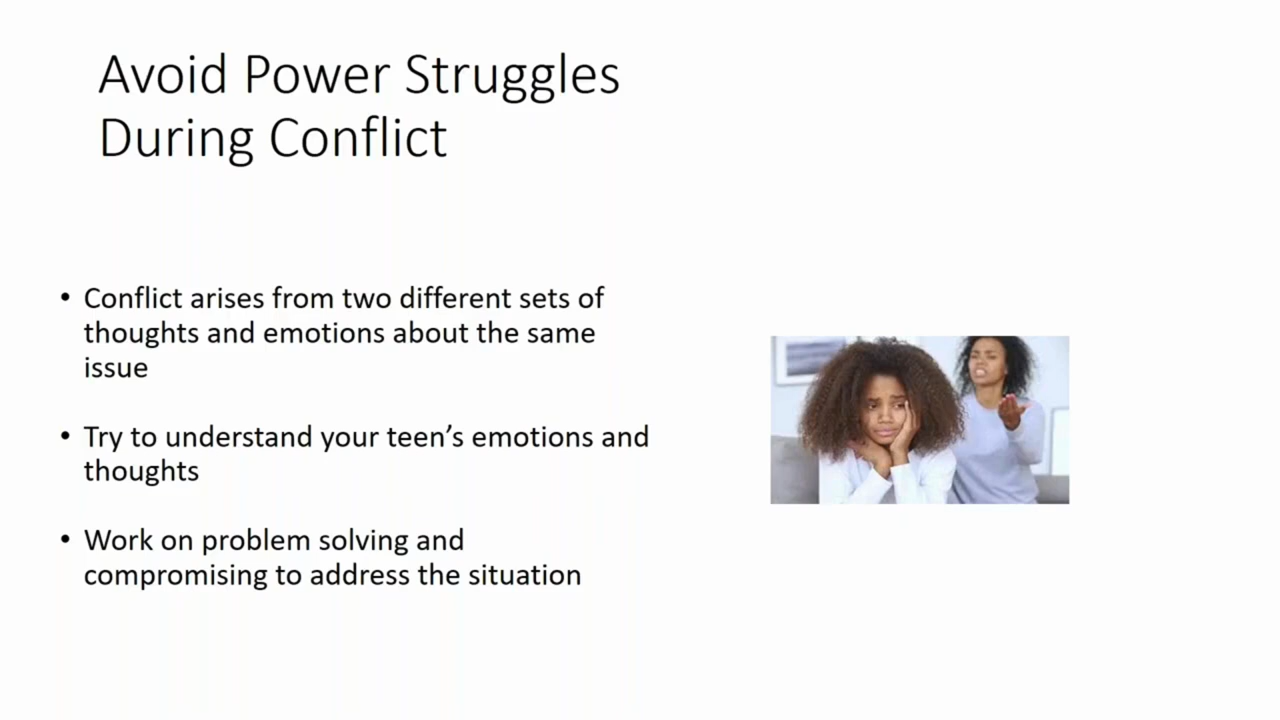 Avoid Power Struggles
During Conflict
• Conflict arises from two different sets of
thoughts and emotions about the same
issue
• Try to understand your teen’s emotions and
thoughts
• Work on problem solving and
compromising to address the situation